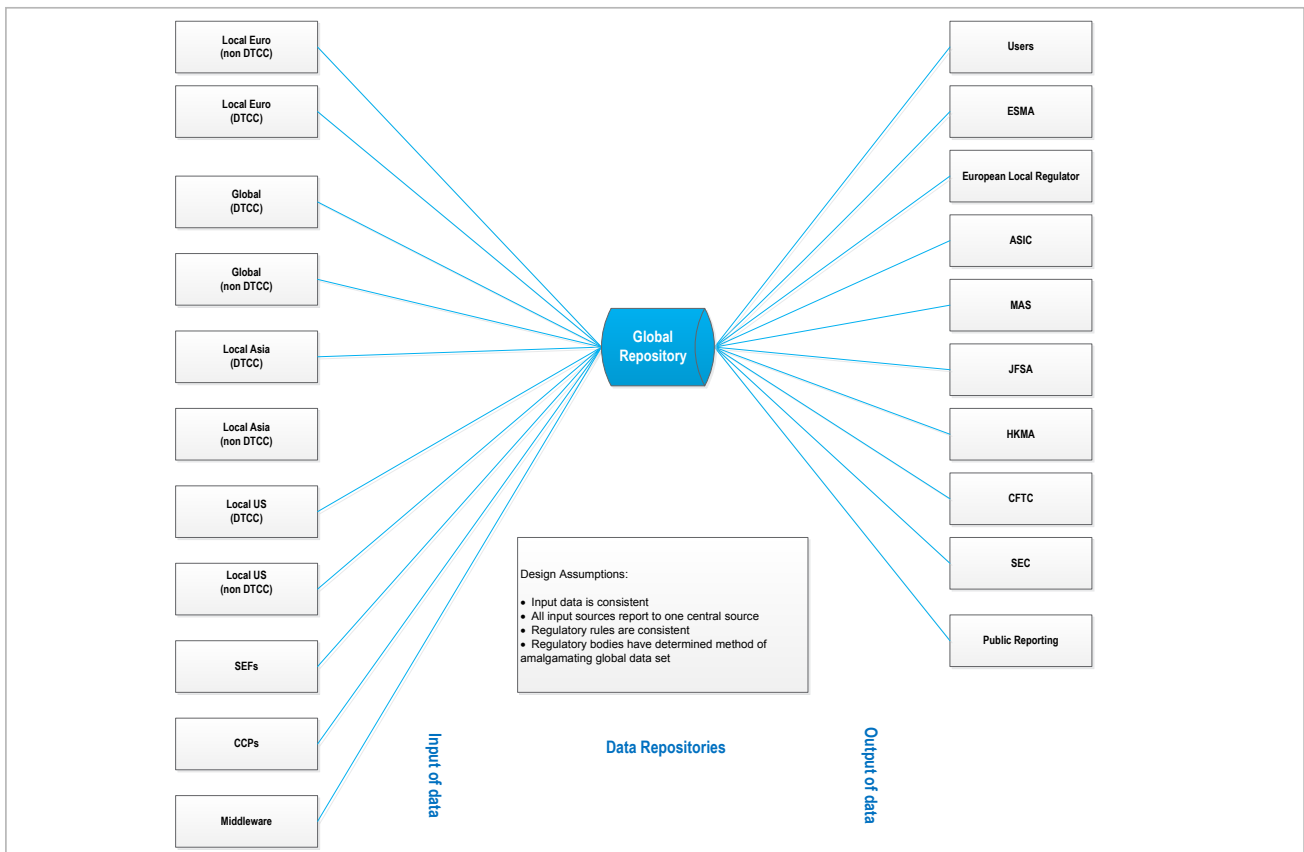 Local Euro
(non DTCC)
Local Euro
(DTCC)
Global
(DTCC)
Global
(non DTCC)
Local Asia
(DTCC)
Local Asia
(non DTCC)
Local US
(DTCC)
Local US
(non DTCC)
SEFs
CCPs
Middleware
Input of data
Global
Repository
Design Assumptions:
• Input data is consistent
• All input sources report to one central source
• Regulatory rules are consistent
• Regulatory bodies have determined method of
amalgamating global data set
Data Repositories
Output of data
Users
ESMA
European Local Regulator
ASIC
MAS
JFSA
HKMA
CFTC
SEC
Public Reporting